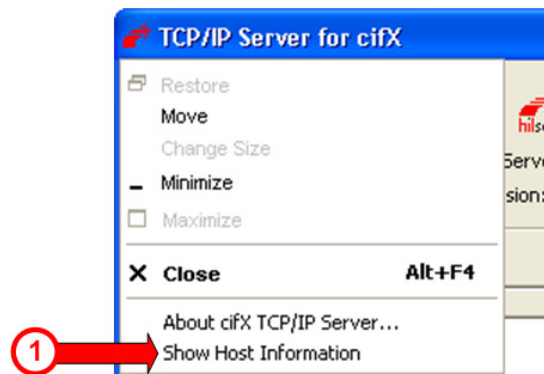 TCP/IP Server for cifX
Restore
Move
Change Size
Minimize
Maximize
Close Alt+F4
About cifX TCP/IP Server...
Show Host Information
1